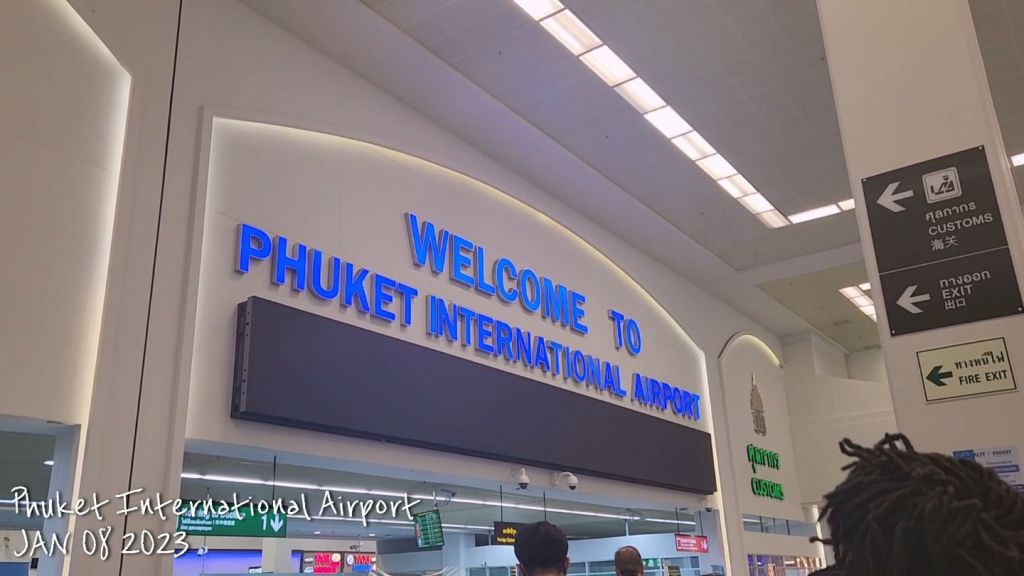 WELCOME TO
PHUKET INTERNATIONAL AIRPORT
ศุลกากร
CUSTOMS
海关
ทางออก
EXIT
出口
ทางหนีไฟ
FIRE EXIT
ศุลกากร
CUSTOMS
1
Phuket International Airport
JAN 08 2023